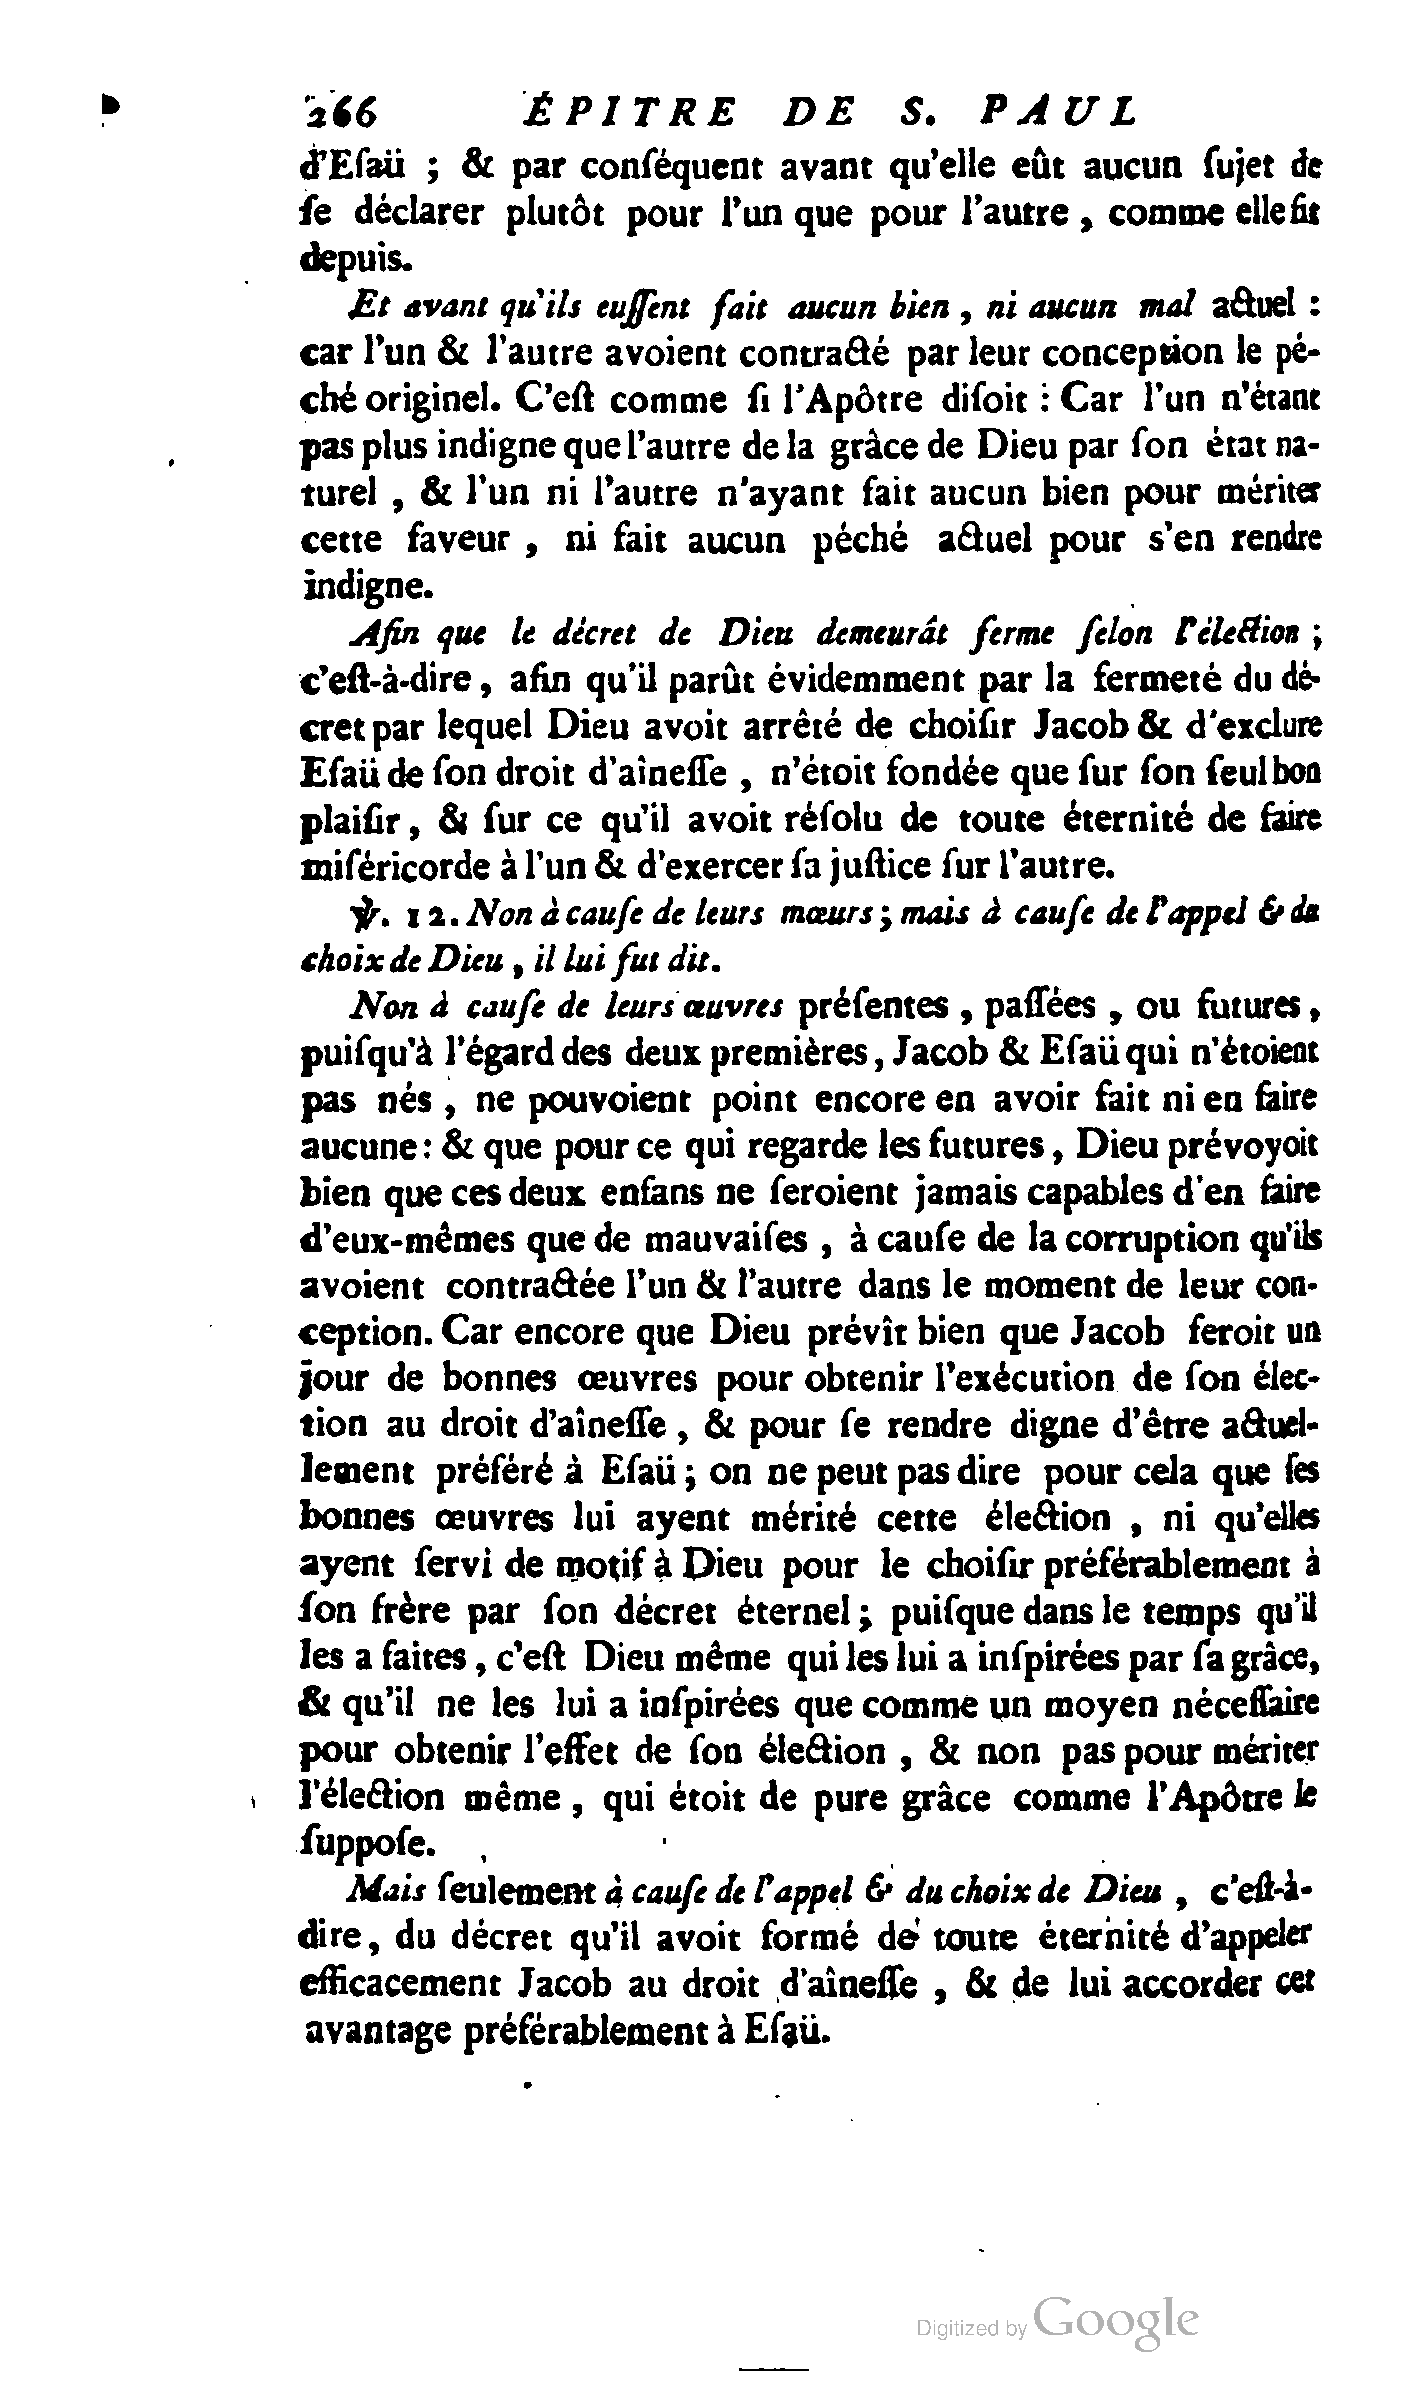 266 ÉPITRE DE S. PAUL
d'Eſaü ; & par conſéquent avant qu'elle eût aucun ſujet de
ſe déclarer plutôt pour l'un que pour l'autre , comme elle fit
depuis.
Et avant qu'ils euſſent fait aucun bien , ni aucun mal actuel :
car l'un & l'autre avoient contracté par leur conception le pé-
ché originel. C'eſt comme ſi l'Apôtre diſoit : Car l'un n'étant
pas plus indigne que l'autre de la grâce de Dieu par ſon état na-
turel , & l'un ni l'autre n'ayant fait aucun bien pour mériter
cette faveur , ni fait aucun péché actuel pour s'en rendre
indigne.
Afin que le décret de Dieu demeurât ferme ſelon l'élection ;
c'eſt-à-dire, afin qu'il parût évidemment par la fermeté du dé-
cret par lequel Dieu avoit arrêté de choiſir Jacob & d'exclure
Eſaü de ſon droit d'aîneſſe , n'étoit fondée que ſur ſon ſeul bon
plaiſir, & ſur ce qu'il avoit réſolu de toute éternité de faire
miſéricorde à l'un & d'exercer ſa juſtice ſur l'autre.
℣. 12. Non à cauſe de leurs mœurs ; mais à cauſe de l'appel & du
choix de Dieu , il lui fut dit.
Non à cauſe de leurs œuvres préſentes , paſſées , ou futures,
puiſqu'à l'égard des deux premières, Jacob & Eſaü qui n'étoient
pas nés , ne pouvoient point encore en avoir fait ni en faire
aucune : & que pour ce qui regarde les futures, Dieu prévoyoit
bien que ces deux enfans ne ſeroient jamais capables d'en faire
d'eux-mêmes que de mauvaiſes , à cauſe de la corruption qu'ils
avoient contractée l'un & l'autre dans le moment de leur con-
ception. Car encore que Dieu prévît bien que Jacob feroit un
jour de bonnes œuvres pour obtenir l'exécution de ſon élec-
tion au droit d'aîneſſe , & pour ſe rendre digne d'être actuel-
lement préféré à Eſaü ; on ne peut pas dire pour cela que ſes
bonnes œuvres lui ayent mérité cette élection , ni qu'elles
ayent ſervi de motif à Dieu pour le choiſir préférablement à
ſon frère par ſon décret éternel ; puiſque dans le temps qu'il
les a faites , c'eſt Dieu même qui les lui a inſpirées par ſa grâce,
& qu'il ne les lui a inſpirées que comme un moyen néceſſaire
pour obtenir l'effet de ſon élection , & non pas pour mériter
l'élection même , qui étoit de pure grâce comme l'Apôtre le
ſuppoſe.
Mais ſeulement à cauſe de l'appel & du choix de Dieu , c'eſt-à-
dire, du décret qu'il avoit formé de toute éternité d'appeler
efficacement Jacob au droit d'aîneſſe , & de lui accorder cet
avantage préférablement à Eſaü.
Digitized by Google